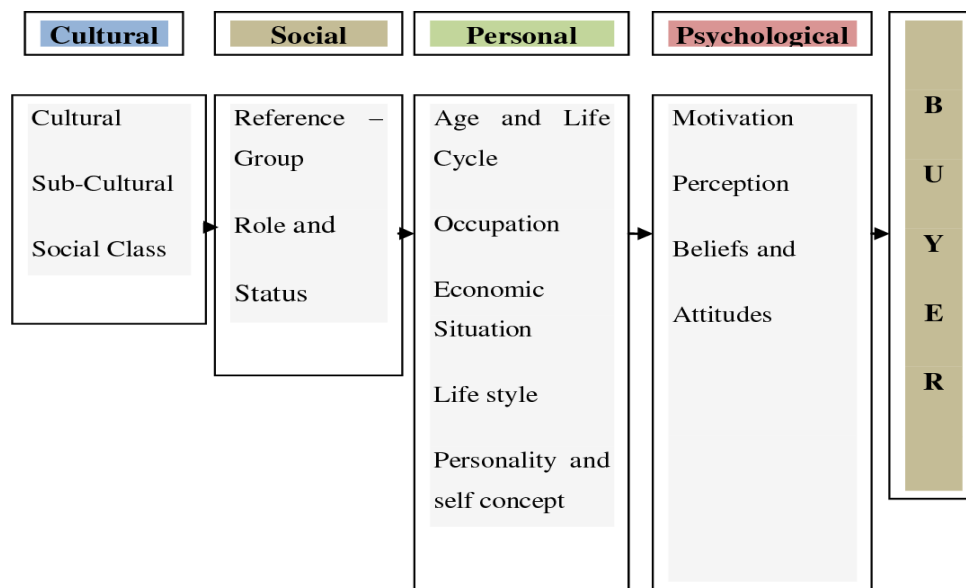 Cultural
Social
Personal
Psychological
Cultural
Sub-Cultural
Social Class
Reference –
Group
Role and
Status
Age and Life
Cycle
Occupation
Economic
Situation
Life style
Personality and
self concept
Motivation
Perception
Beliefs and
Attitudes
B
U
Y
E
R